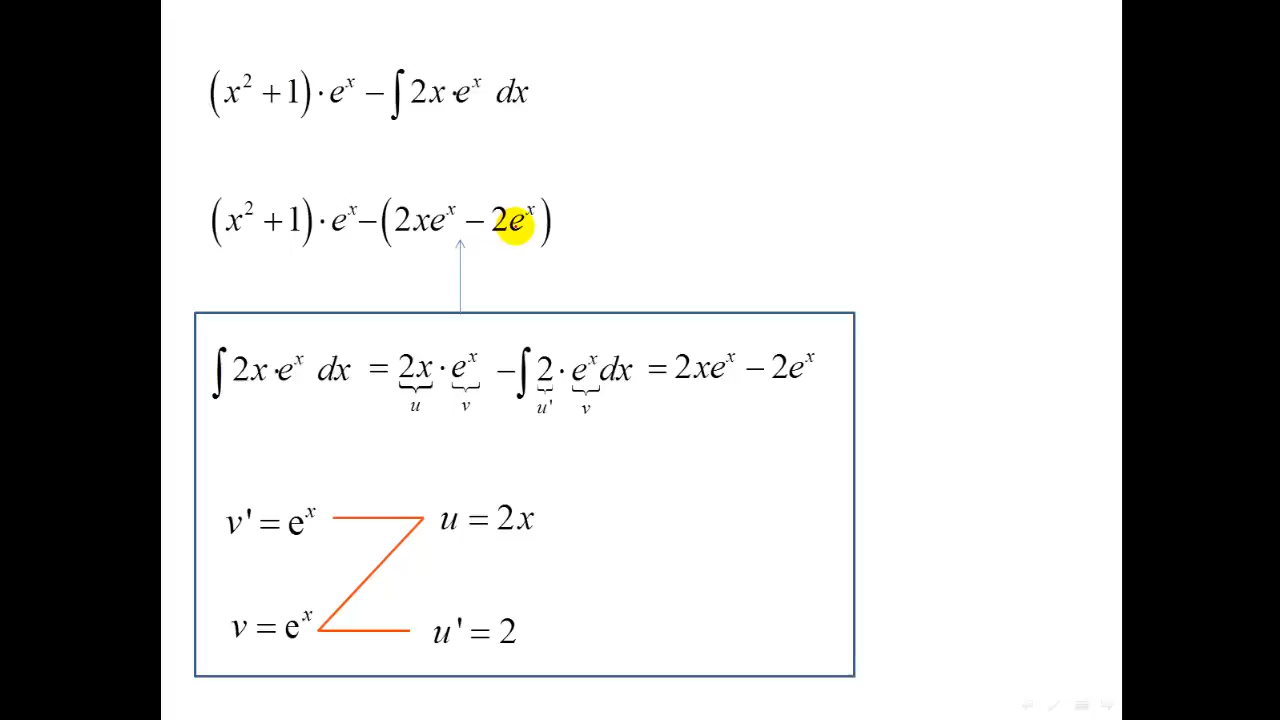 (x² + 1) · eˣ − ∫ 2x · eˣ dx
(x² + 1) · eˣ − (2xeˣ − 2eˣ)
∫ 2x · eˣ dx = 2x · eˣ − ∫ 2 · eˣ dx = 2xeˣ − 2eˣ
u v u' v
v' = eˣ u = 2x
v = eˣ u' = 2